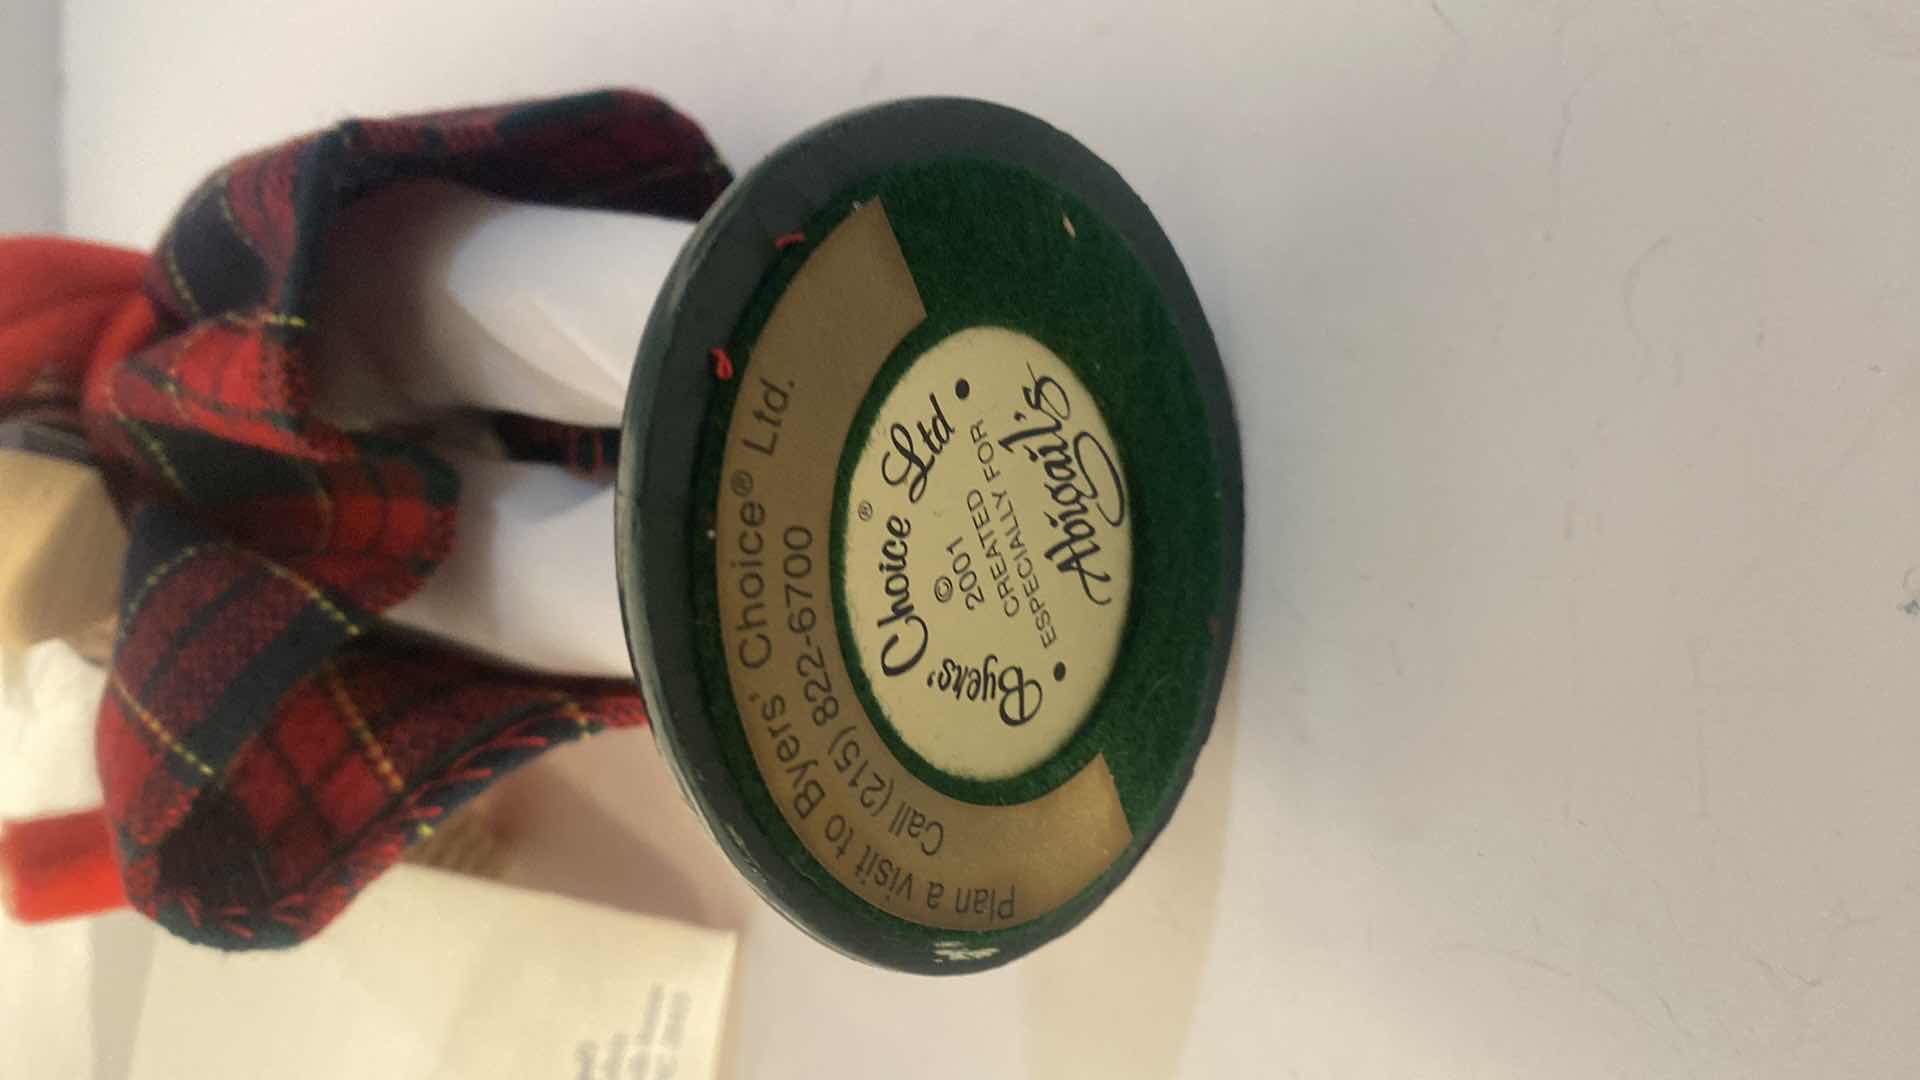 Plan a visit to Byers' Choice® Ltd.
Call (215) 822-6700
Byers' Choice® Ltd
©
2001
CREATED
ESPECIALLY FOR
Abigail's